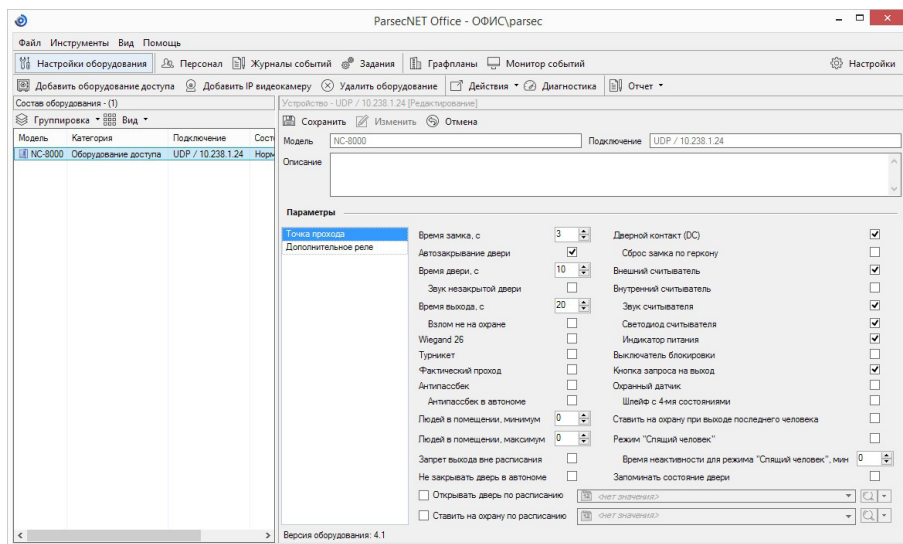 ParsecNET Office - ОФИС\parsec
Файл Инструменты Вид Помощь
Настройки оборудования Персонал Журналы событий Задания Графпланы Монитор событий Настройки
Добавить оборудование доступа Добавить IP видеокамеру Удалить оборудование Действия Диагностика Отчет
Состав оборудования - (1)
Группировка Вид
Модель Категория Подключение Состо
NC-8000 Оборудование доступа UDP / 10.238.1.24 Норм
Устройство - UDP / 10.238.1.24 [Редактирование]
Сохранить Изменить Отмена
Модель NC-8000 Подключение UDP / 10.238.1.24
Описание
Параметры
Точка прохода
Дополнительное реле
Время замка, с 3
Автозакрывание двери
Время двери, с 10
Звук незакрытой двери
Время выхода, с 20
Взлом не на охране
Wiegand 26
Турникет
Фактический проход
Антипассбек
Антипассбек в автономе
Людей в помещении, минимум 0
Людей в помещении, максимум 0
Запрет выхода вне расписания
Не закрывать дверь в автономе
Дверной контакт (DC)
Сброс замка по геркону
Внешний считыватель
Внутренний считыватель
Звук считывателя
Светодиод считывателя
Индикатор питания
Выключатель блокировки
Кнопка запроса на выход
Охранный датчик
Шлейф с 4-мя состояниями
Ставить на охрану при выходе последнего человека
Режим "Спящий человек"
Время неактивности для режима "Спящий человек", мин 0
Запоминать состояние двери
Открывать дверь по расписанию <нет значения>
Ставить на охрану по расписанию <нет значения>
Версия оборудования: 4.1